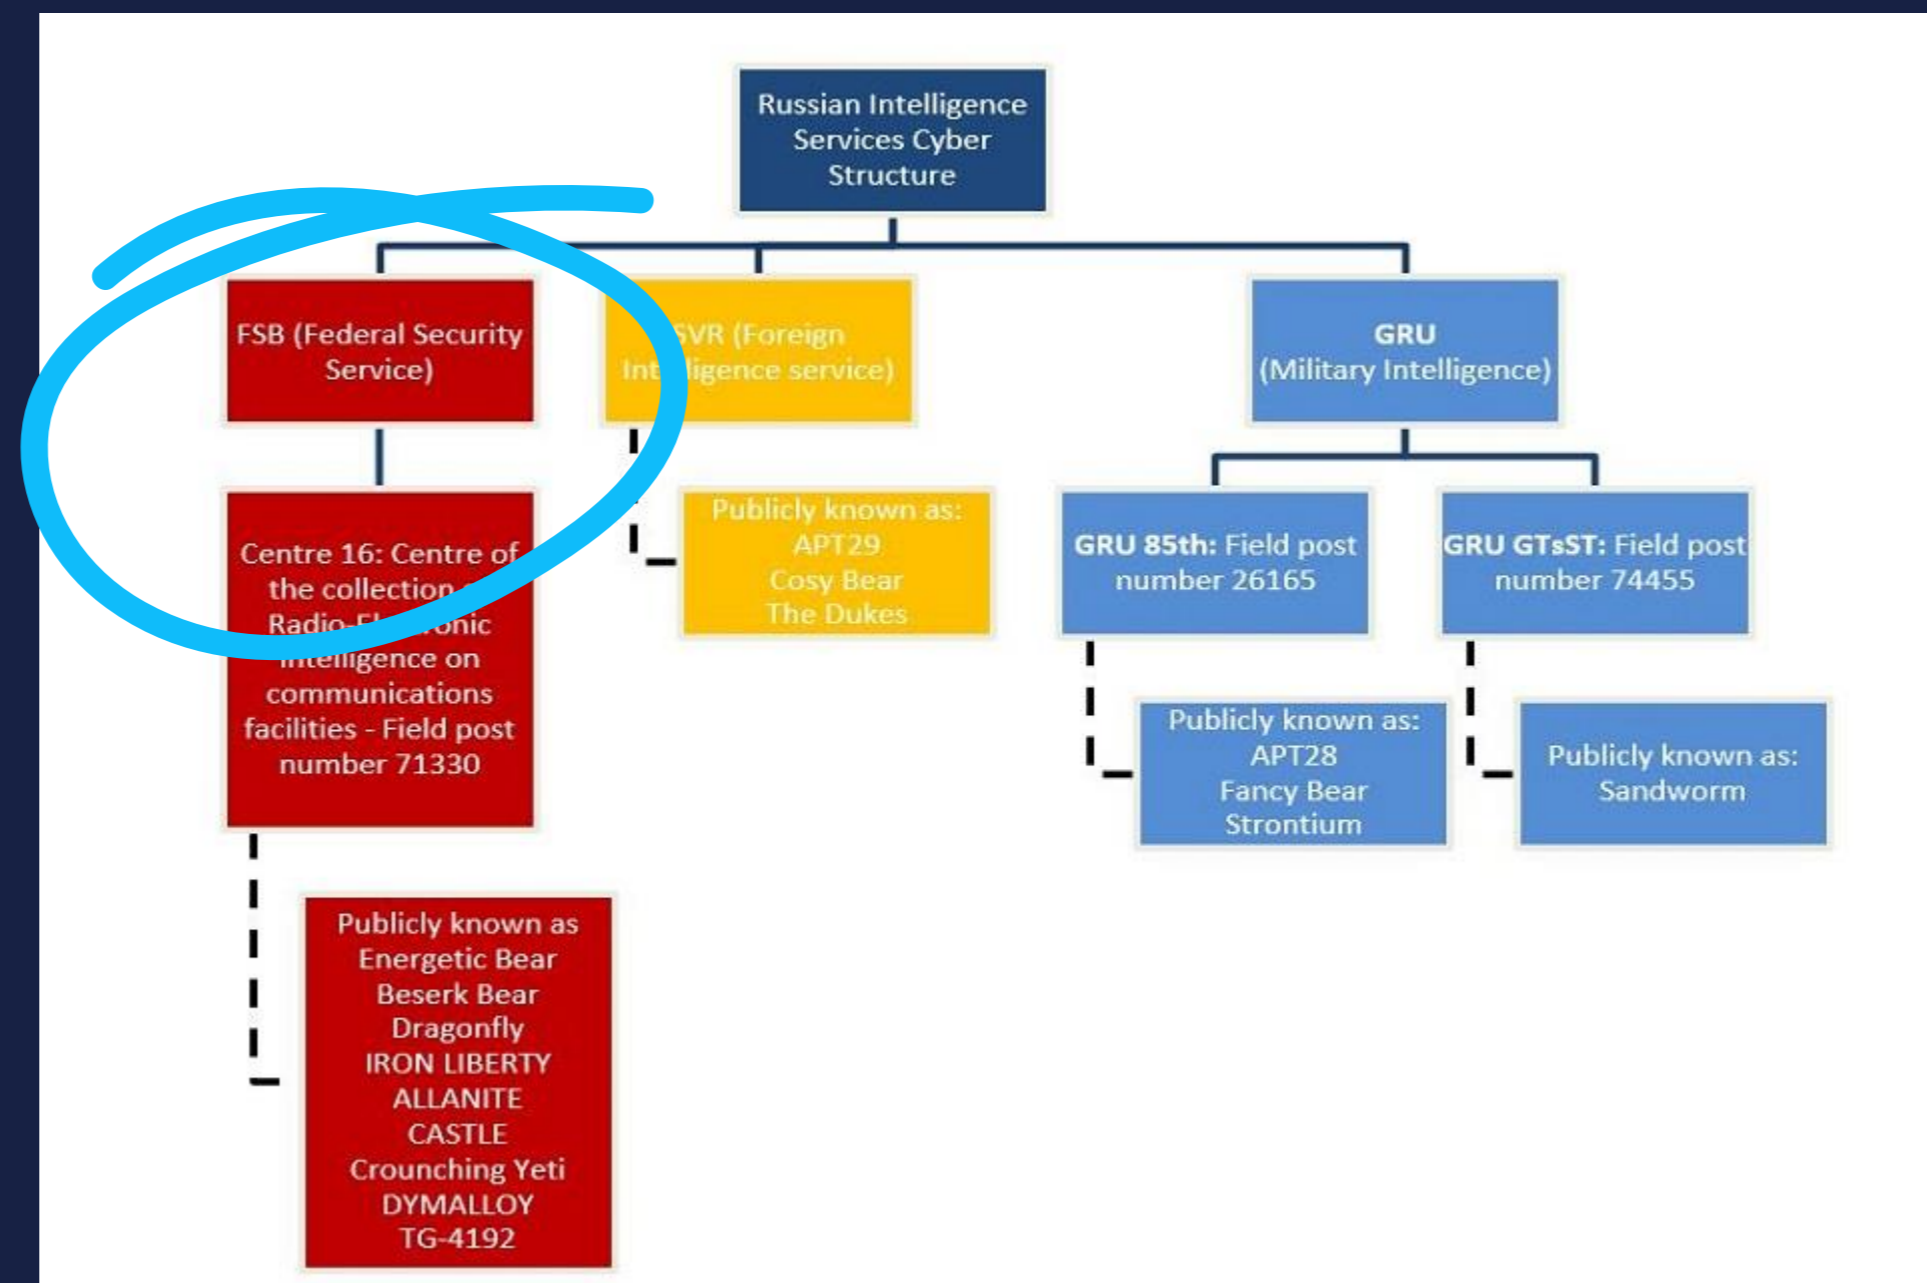 Russian Intelligence
Services Cyber
Structure
FSB (Federal Security
Service)
SVR (Foreign
Intelligence service)
GRU
(Military Intelligence)
Centre 16: Centre of
the collection
Radio-Electronic
intelligence on
communications
facilities - Field post
number 71330
Publicly known as:
APT29
Cosy Bear
The Dukes
GRU 85th: Field post
number 26165
GRU GTsST: Field post
number 74455
Publicly known as:
APT28
Fancy Bear
Strontium
Publicly known as:
Sandworm
Publicly known as
Energetic Bear
Beserk Bear
Dragonfly
IRON LIBERTY
ALLANITE
CASTLE
Crounching Yeti
DYMALLOY
TG-4192